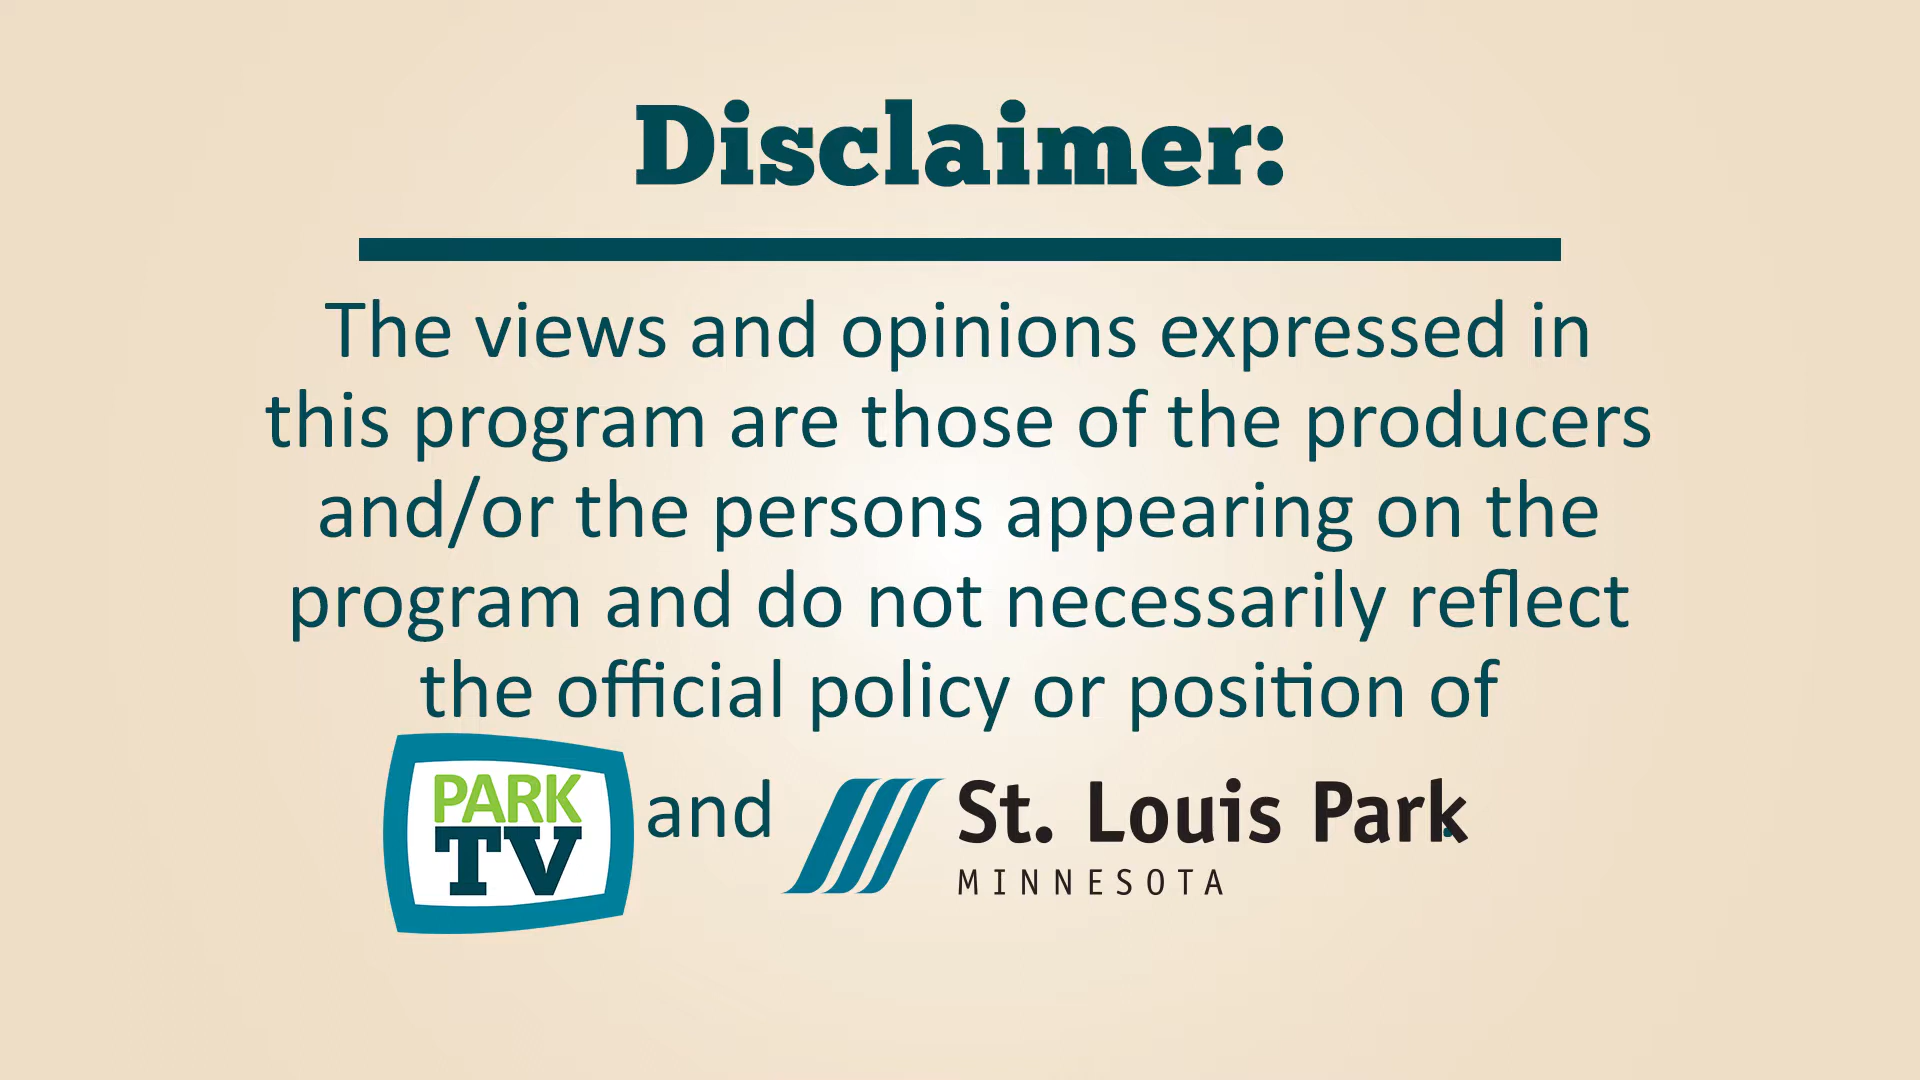 Disclaimer:
The views and opinions expressed in
this program are those of the producers
and/or the persons appearing on the
program and do not necessarily reflect
the official policy or position of
PARK
TV
and
St. Louis Park.
MINNESOTA